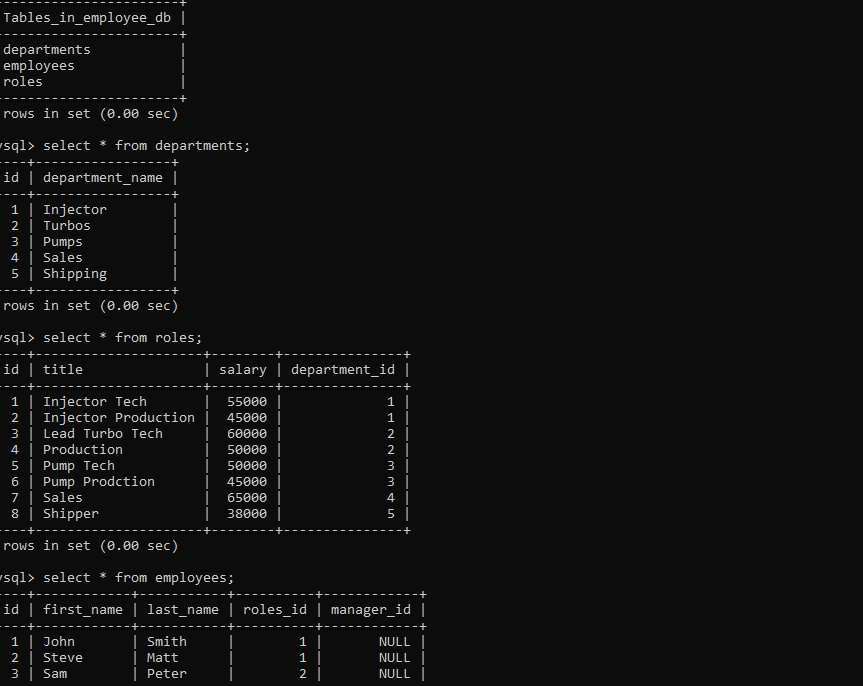 Tables_in_employee_db |
-----------------------+
departments |
employees |
roles |
-----------------------+
rows in set (0.00 sec)
ysql> select * from departments;
----+-----------------+
id | department_name |
----+-----------------+
1 | Injector |
2 | Turbos |
3 | Pumps |
4 | Sales |
5 | Shipping |
----+-----------------+
rows in set (0.00 sec)
ysql> select * from roles;
----+---------------------+--------+---------------+
id | title | salary | department_id |
----+---------------------+--------+---------------+
1 | Injector Tech | 55000 | 1 |
2 | Injector Production | 45000 | 1 |
3 | Lead Turbo Tech | 60000 | 2 |
4 | Production | 50000 | 2 |
5 | Pump Tech | 50000 | 3 |
6 | Pump Prodction | 45000 | 3 |
7 | Sales | 65000 | 4 |
8 | Shipper | 38000 | 5 |
----+---------------------+--------+---------------+
rows in set (0.00 sec)
ysql> select * from employees;
----+------------+-----------+----------+------------+
id | first_name | last_name | roles_id | manager_id |
----+------------+-----------+----------+------------+
1 | John | Smith | 1 | NULL |
2 | Steve | Matt | 1 | NULL |
3 | Sam | Peter | 2 | NULL |